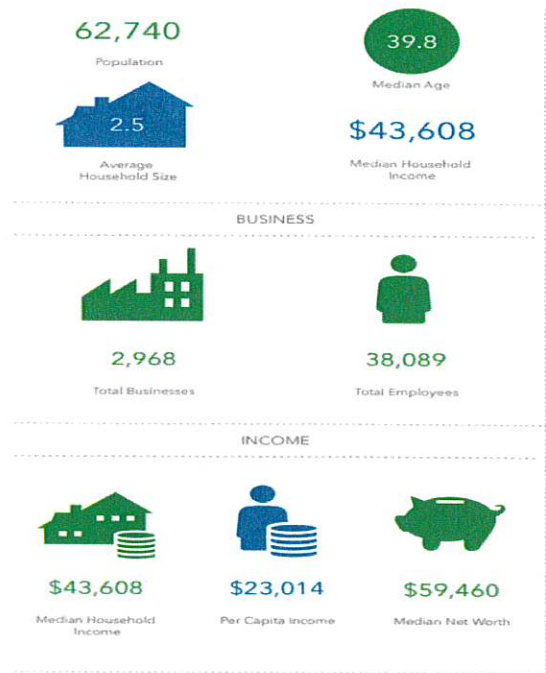 62,740
Population
39.8
Median Age
2.5
Average
Household Size
$43,608
Median Household
Income
BUSINESS
2,968
Total Businesses
38,089
Total Employees
INCOME
$43,608
Median Household
Income
$23,014
Per Capita Income
$59,460
Median Net Worth